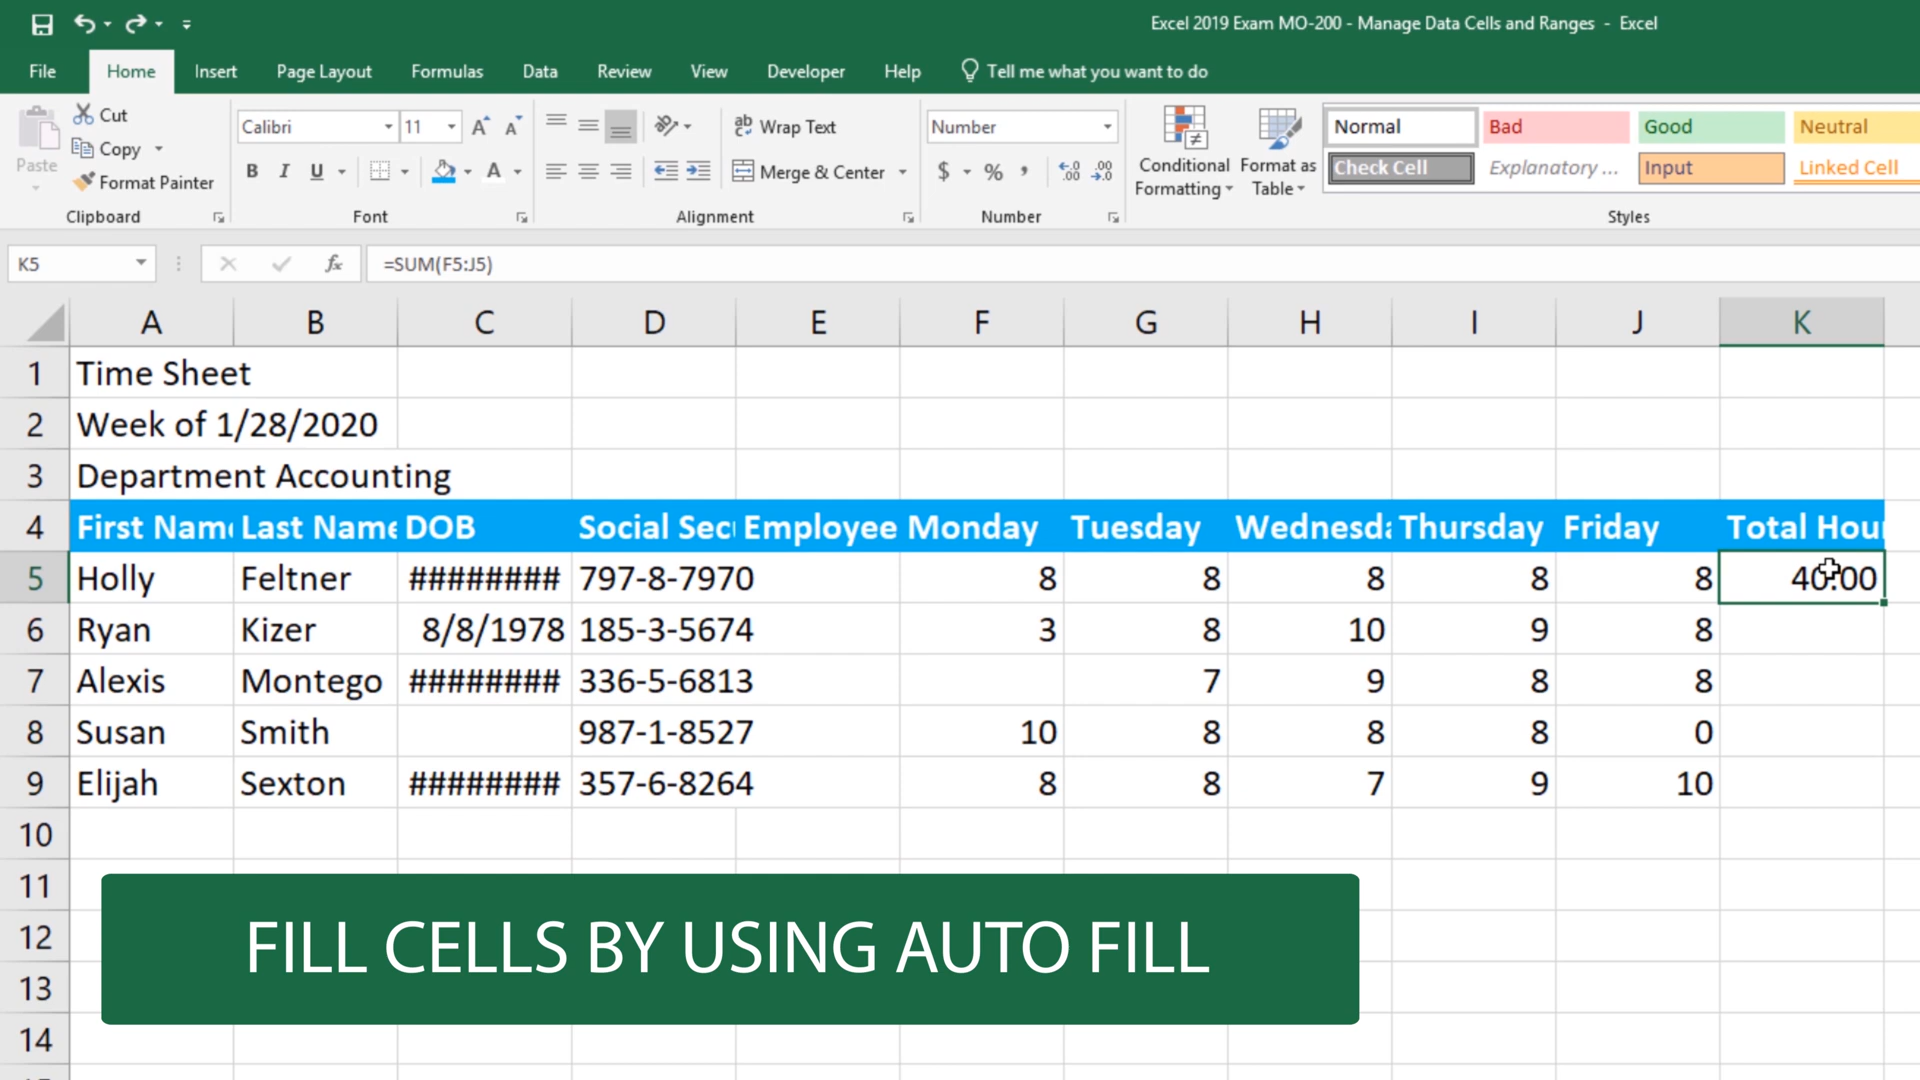 Excel 2019 Exam MO-200 - Manage Data Cells and Ranges - Excel
File Home Insert Page Layout Formulas Data Review View Developer Help Tell me what you want to do
Cut
Copy
Format Painter
Paste
Clipboard
Calibri 11
B I U A
Font
Wrap Text
Merge & Center
Alignment
Number
$ % , .00 .00
Number
Conditional Formatting
Format as Table
Normal Bad Good Neutral
Check Cell Explanatory ... Input Linked Cell
Styles
K5 fx =SUM(F5:J5)
A B C D E F G H I J K
1 Time Sheet
2 Week of 1/28/2020
3 Department Accounting
4 First Name Last Name DOB Social Secu Employee Monday Tuesday Wednesda Thursday Friday Total Hour
5 Holly Feltner ######## 797-8-7970 8 8 8 8 8 40.00
6 Ryan Kizer 8/8/1978 185-3-5674 3 8 10 9 8
7 Alexis Montego ######## 336-5-6813 7 9 8 8
8 Susan Smith 987-1-8527 10 8 8 8 0
9 Elijah Sexton ######## 357-6-8264 8 8 7 9 10
10
11
12
13
14
FILL CELLS BY USING AUTO FILL